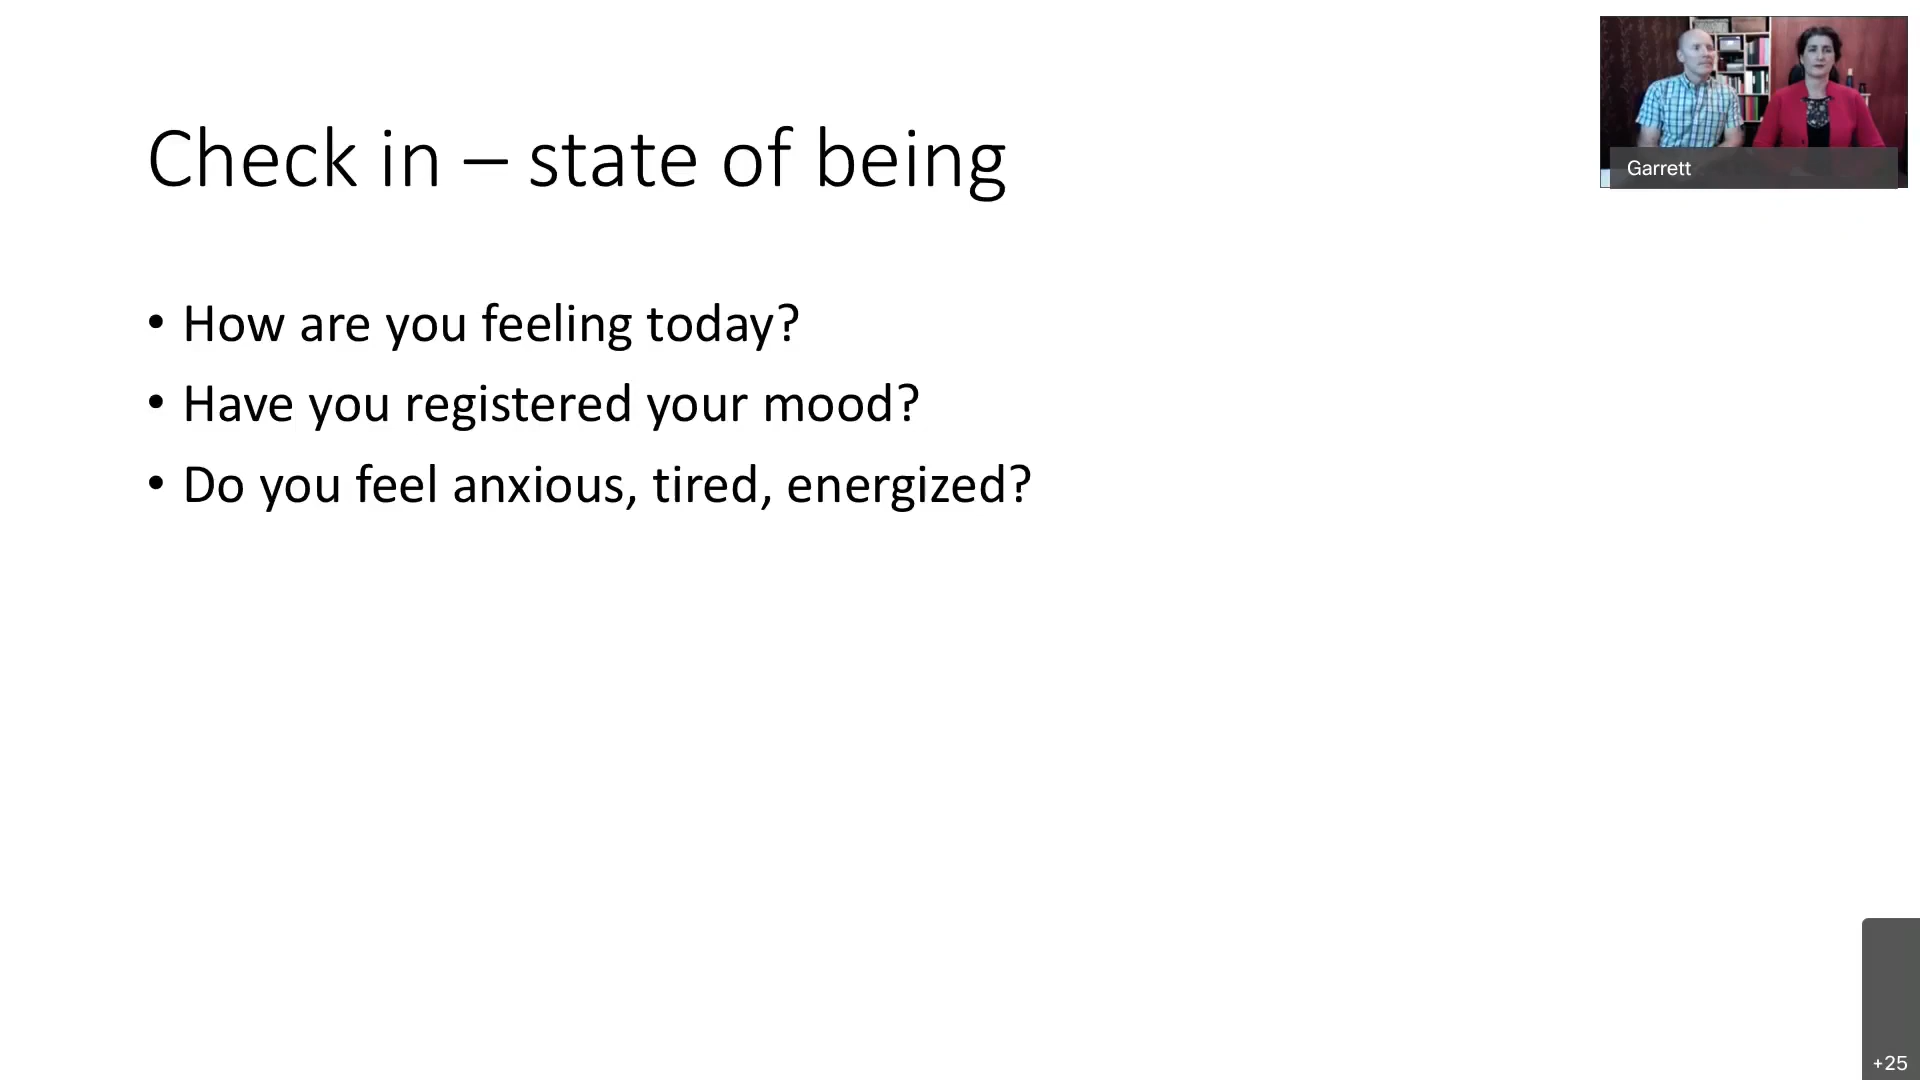 Check in – state of being
• How are you feeling today?
• Have you registered your mood?
• Do you feel anxious, tired, energized?
Garrett
+25